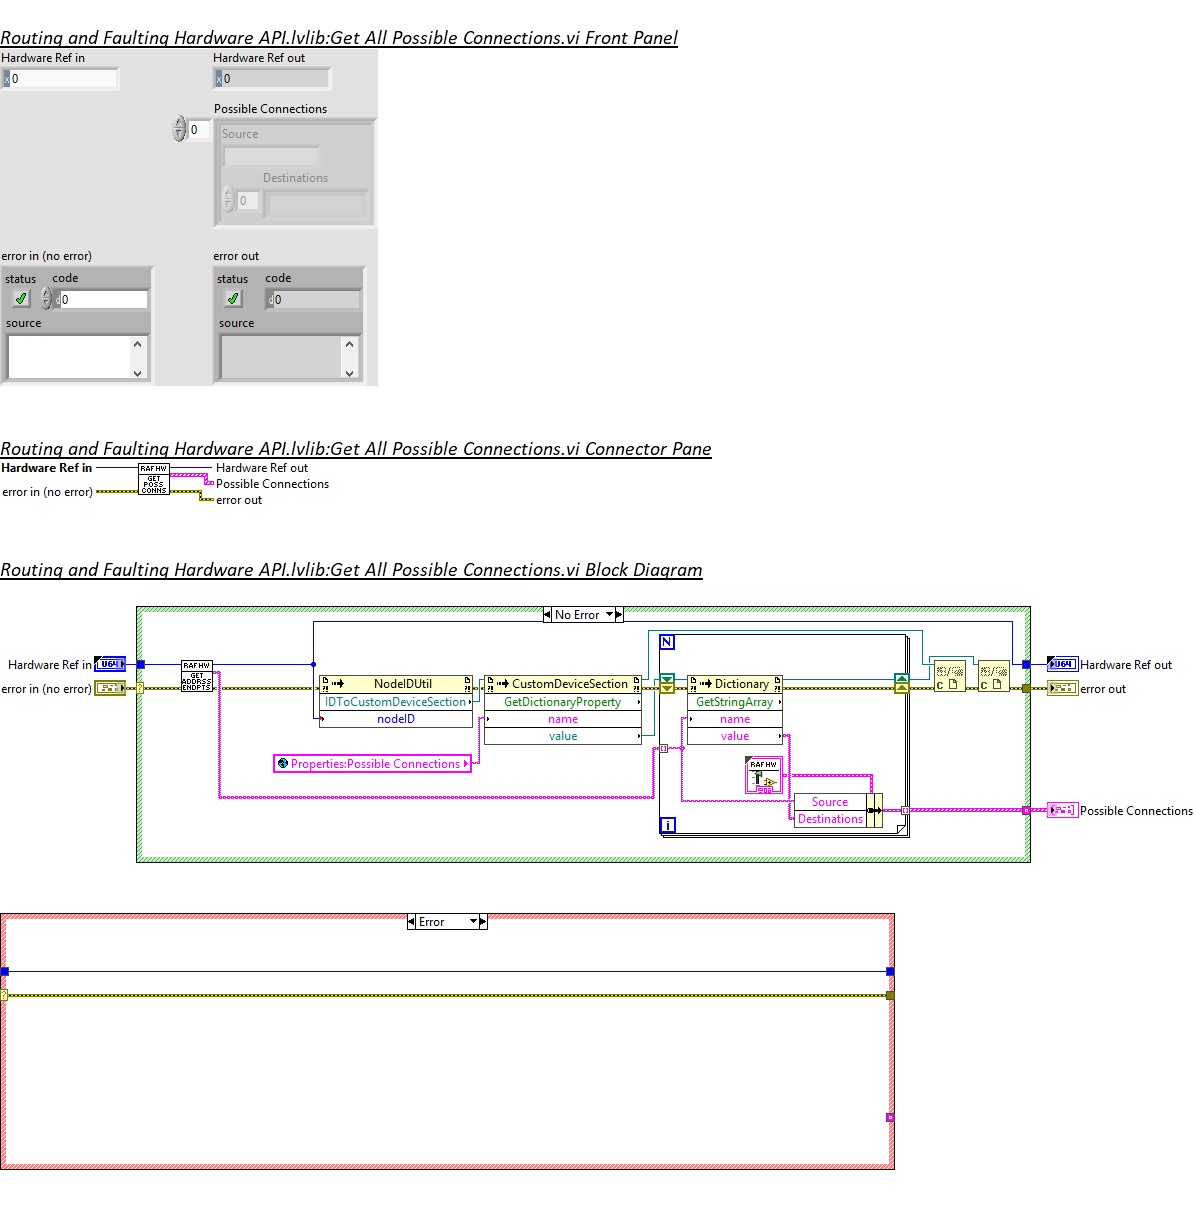 Routing and Faulting Hardware API.lvlib:Get All Possible Connections.vi Front Panel
Hardware Ref in
Hardware Ref out
x 0
x 0
Possible Connections
0
Source
Destinations
0
error in (no error)
error out
status code
status code
d 0
d 0
source
source
Routing and Faulting Hardware API.lvlib:Get All Possible Connections.vi Connector Pane
Hardware Ref in
RAF HW
GET
POSS
CONNS
Hardware Ref out
Possible Connections
error in (no error)
error out
Routing and Faulting Hardware API.lvlib:Get All Possible Connections.vi Block Diagram
No Error
N
Hardware Ref in
U64
RAF HW
GET
ADDRSS
ENDPTS
U64
Hardware Ref out
error in (no error)
?
NodeIDUtil
CustomDeviceSection
Dictionary
error out
IDToCustomDeviceSection
GetDictionaryProperty
GetStringArray
nodeID
name
name
value
value
Properties:Possible Connections
RAF HW
Source
Destinations
Possible Connections
i
Error
?